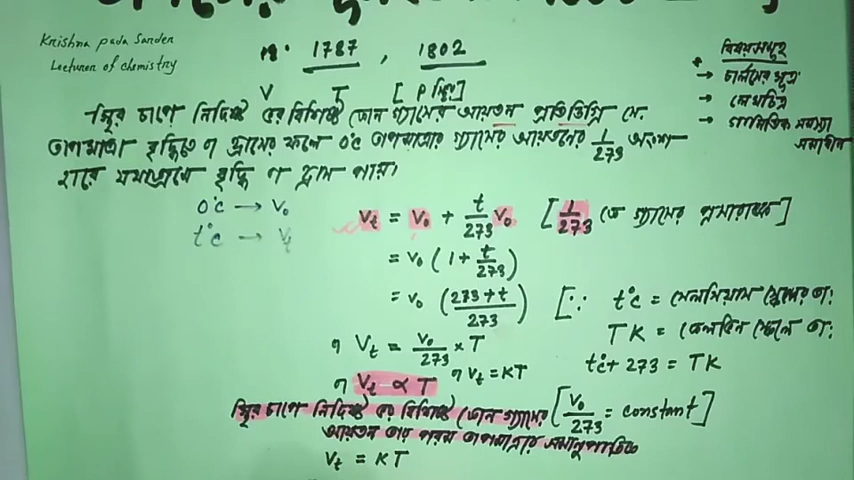 Krishna pada Sarder
Lecturer of chemistry
1787 , 1802
বিষয়সমূহ
→ চার্লসের সূত্র
→ লেখচিত্র
→ গাণিতিক সমস্যা
সমাধান
V T [P স্থির]
স্থির চাপে নির্দিষ্ট ভর বিশিষ্ট কোন গ্যাসের আয়তন প্রতি ডিগ্রি সে.
তাপমাত্রা বৃদ্ধিতে বা হ্রাসের ফলে 0°c তাপমাত্রার গ্যাসের আয়তনের 1/273 অংশ
হারে যথাক্রমে বৃদ্ধি বা হ্রাস পায়।
0°c → V₀
t°c → Vt
Vt = V₀ + t/273 V₀ [1/273 কে গ্যাসের প্রসারাঙ্ক]
= V₀ (1 + t/273)
= V₀ (273+t/273) [∵ t°c = সেলসিয়াস স্কেলের তা:
TK = কেলভিন স্কেলে তা:
t°c + 273 = TK
বা Vt = V₀/273 × T
বা Vt ∝ T বা Vt = KT
স্থির চাপে নির্দিষ্ট ভর বিশিষ্ট কোন গ্যাসের [V₀/273 = constant]
আয়তন তার পরম তাপমাত্রার সমানুপাতিক
Vt = KT